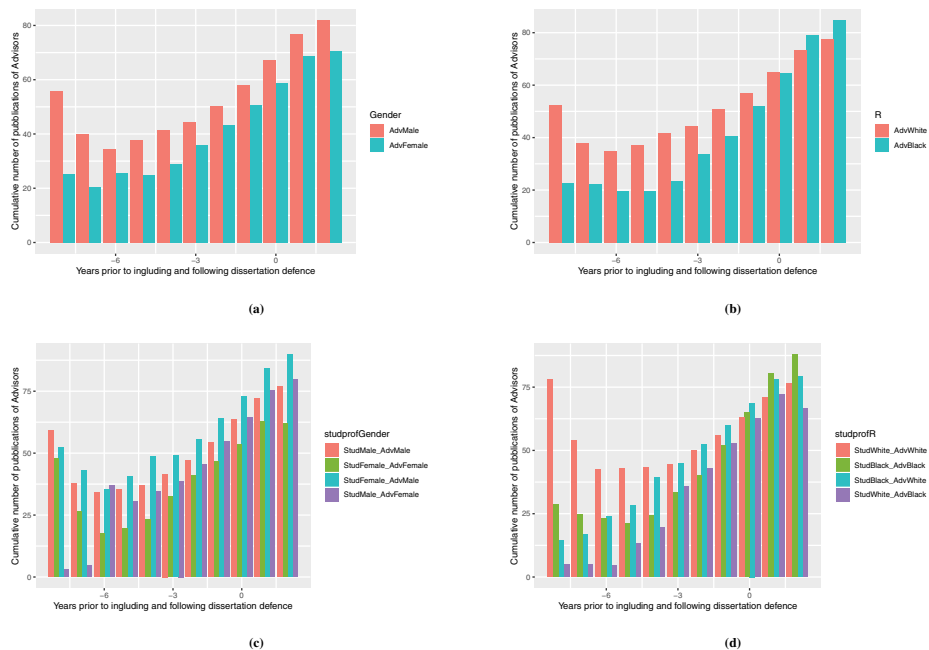 Cumulative number of pubblications of Advisors
80
60
40
20
0
−6
−3
0
Years prior to ingluding and following dissertation defence
Gender
AdvMale
AdvFemale
(a)
Cumulative number of pubblications of Advisors
80
60
40
20
0
−6
−3
0
Years prior to ingluding and following dissertation defence
R
AdvWhite
AdvBlack
(b)
Cumulative number of pubblications of Advisors
75
50
25
0
−6
−3
0
Years prior to ingluding and following dissertation defence
studprofGender
StudMale_AdvMale
StudFemale_AdvFemale
StudFemale_AdvMale
StudMale_AdvFemale
(c)
Cumulative number of pubblications of Advisors
75
50
25
0
−6
−3
0
Years prior to ingluding and following dissertation defence
studprofR
StudWhite_AdvWhite
StudBlack_AdvBlack
StudBlack_AdvWhite
StudWhite_AdvBlack
(d)